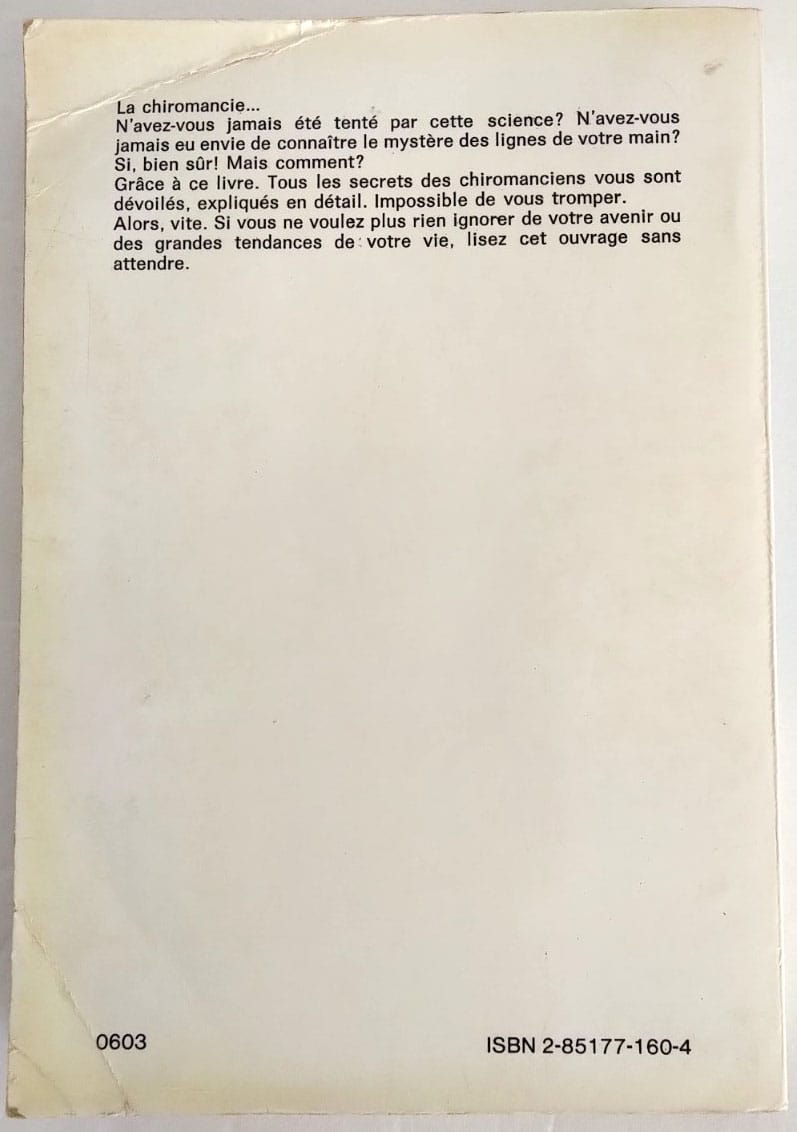 La chiromancie...
N'avez-vous jamais été tenté par cette science? N'avez-vous
jamais eu envie de connaître le mystère des lignes de votre main?
Si, bien sûr! Mais comment?
Grâce à ce livre. Tous les secrets des chiromanciens vous sont
dévoilés, expliqués en détail. Impossible de vous tromper.
Alors, vite. Si vous ne voulez plus rien ignorer de votre avenir ou
des grandes tendances de votre vie, lisez cet ouvrage sans
attendre.
0603
ISBN 2-85177-160-4